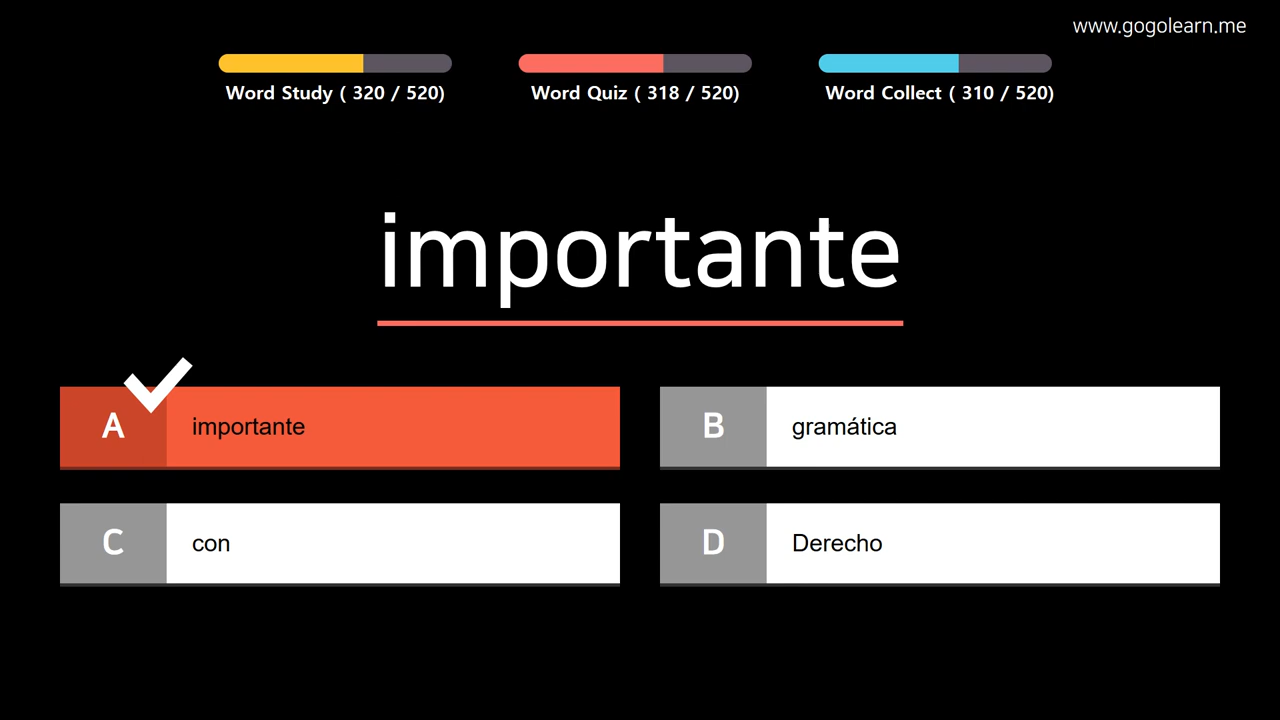 www.gogolearn.me
Word Study ( 320 / 520)
Word Quiz ( 318 / 520)
Word Collect ( 310 / 520)
importante
A importante
B gramática
C con
D Derecho